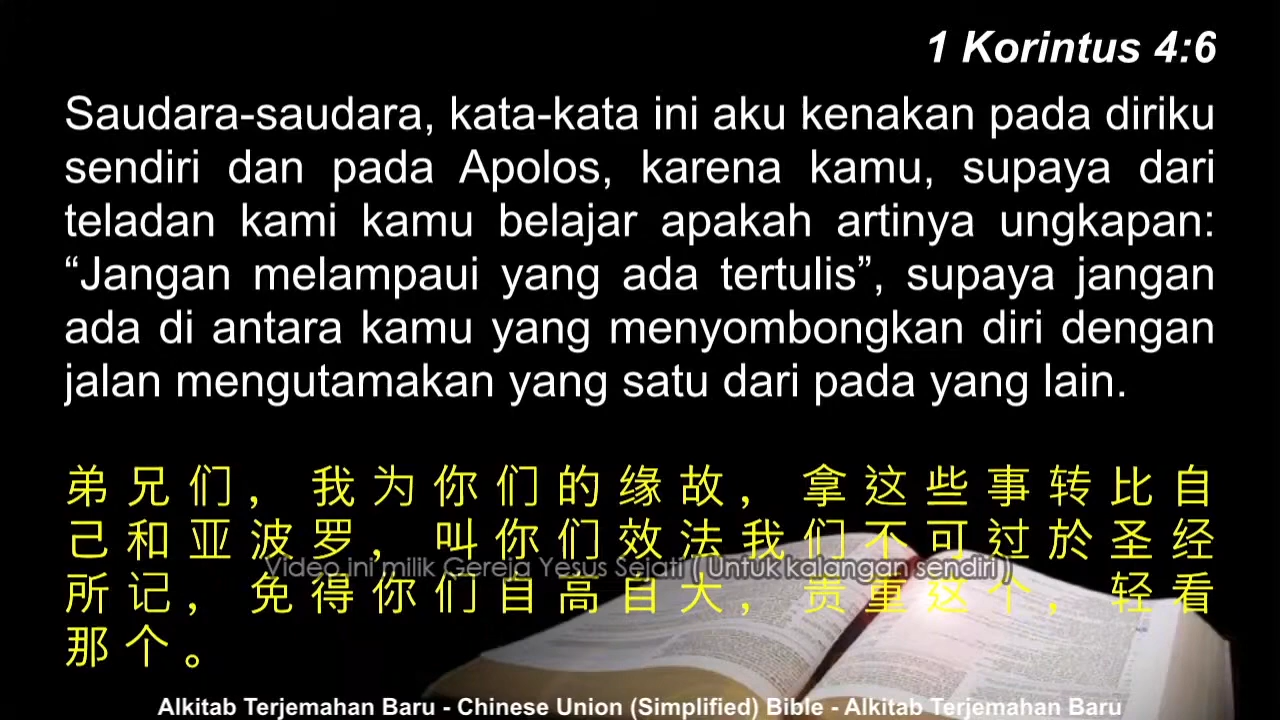 1 Korintus 4:6
Saudara-saudara, kata-kata ini aku kenakan pada diriku
sendiri dan pada Apolos, karena kamu, supaya dari
teladan kami kamu belajar apakah artinya ungkapan:
“Jangan melampaui yang ada tertulis”, supaya jangan
ada di antara kamu yang menyombongkan diri dengan
jalan mengutamakan yang satu dari pada yang lain.
弟兄们，我为你们的缘故，拿这些事转比自
己和亚波罗，叫你们效法我们不可过於圣经
Video ini milik Gereja Yesus Sejati ( Untuk kalangan sendiri )
所记，免得你们自高自大，贵重这个，轻看
那个。
Alkitab Terjemahan Baru - Chinese Union (Simplified) Bible - Alkitab Terjemahan Baru